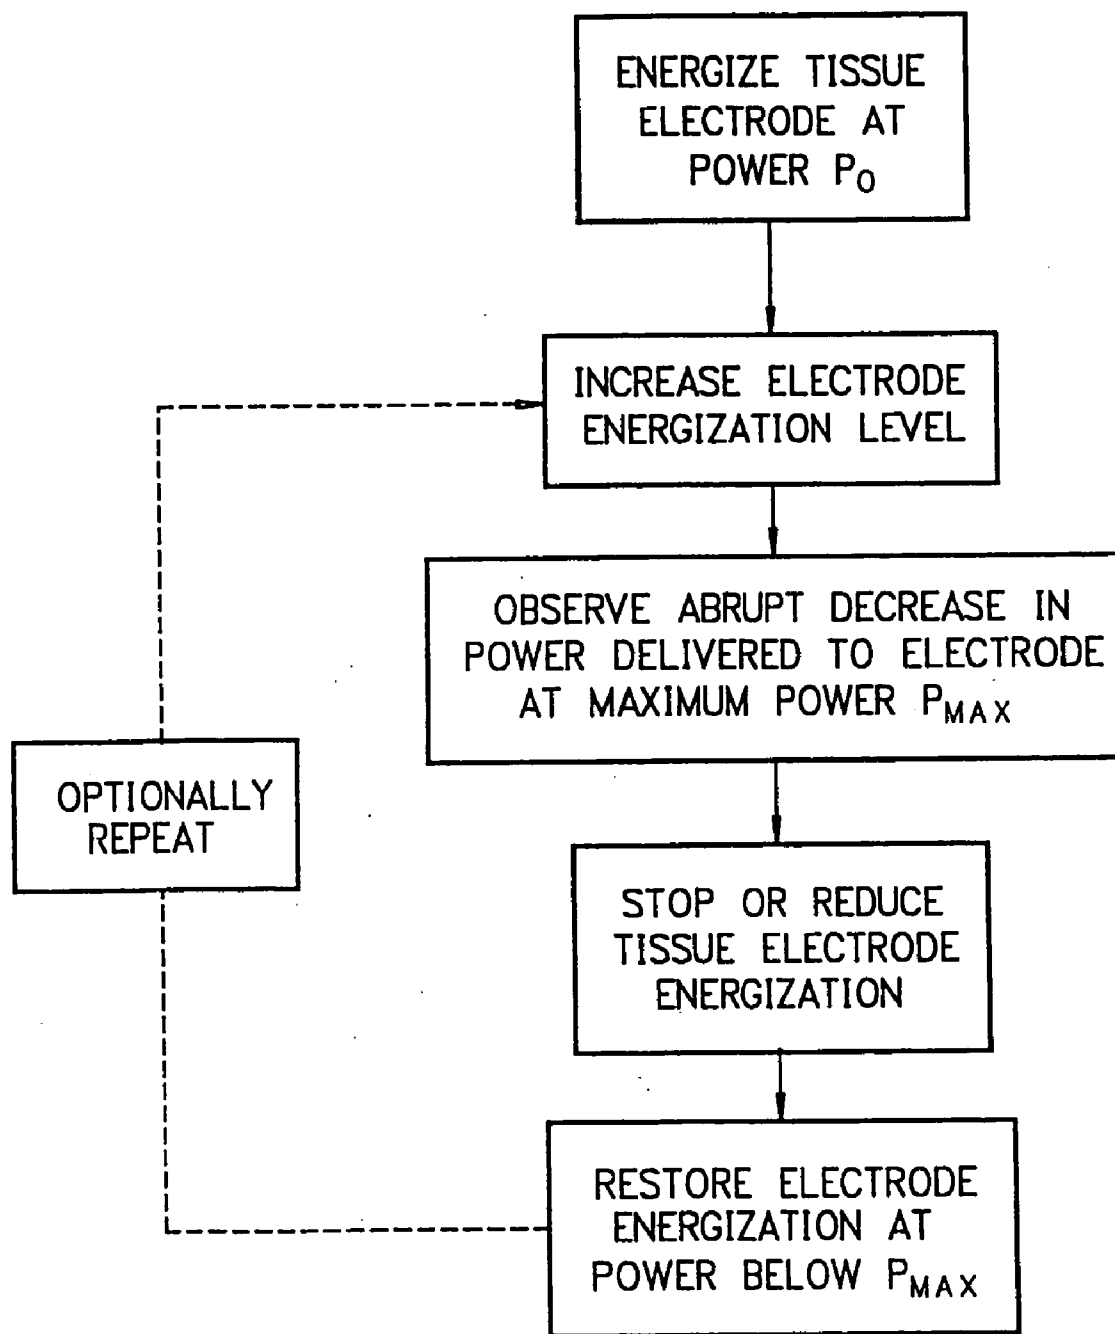 ENERGIZE TISSUE
ELECTRODE AT
POWER P0
INCREASE ELECTRODE
ENERGIZATION LEVEL
OBSERVE ABRUPT DECREASE IN
POWER DELIVERED TO ELECTRODE
AT MAXIMUM POWER PMAX
OPTIONALLY
REPEAT
STOP OR REDUCE
TISSUE ELECTRODE
ENERGIZATION
RESTORE ELECTRODE
ENERGIZATION AT
POWER BELOW PMAX